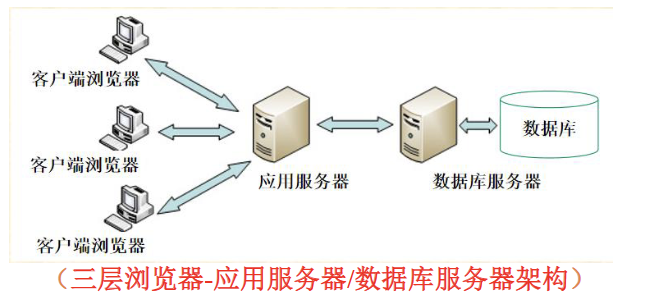 客户端浏览器
客户端浏览器
客户端浏览器
应用服务器
数据库服务器
数据库
（三层浏览器-应用服务器/数据库服务器架构）